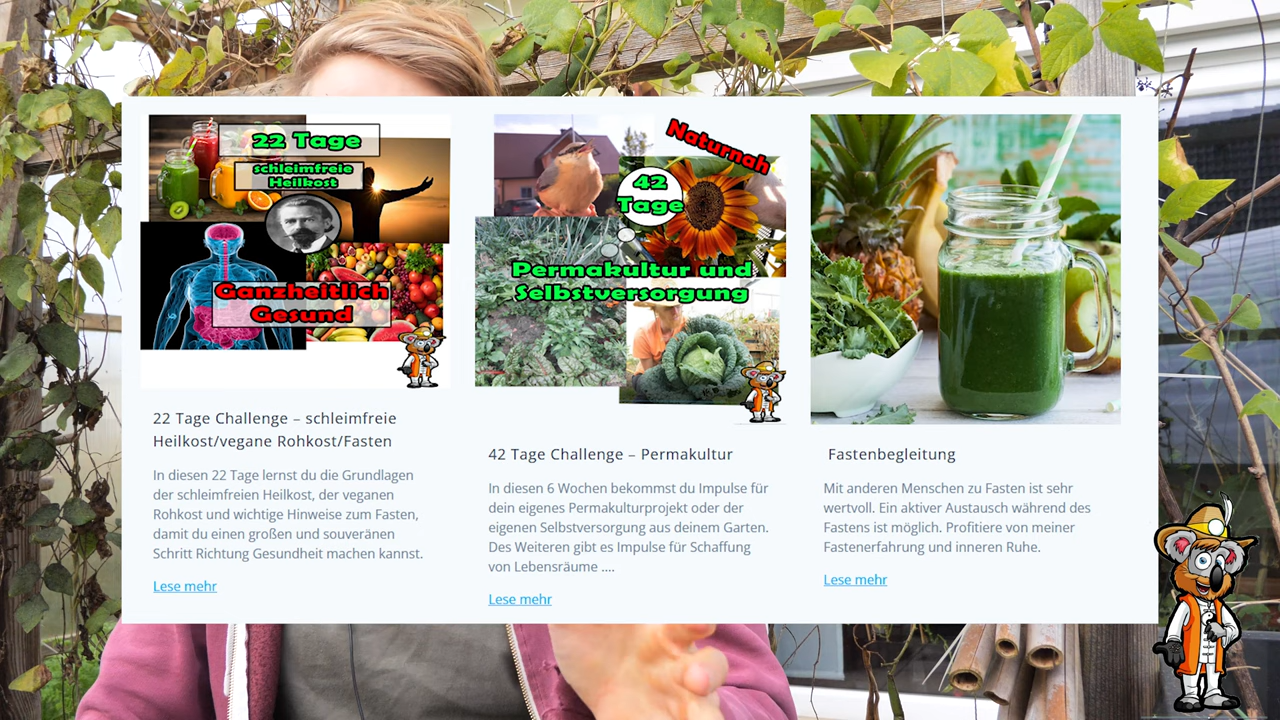 22 Tage
schleimfreie
Heilkost
Ganzheitlich
Gesund
22 Tage Challenge – schleimfreie
Heilkost/vegane Rohkost/Fasten
In diesen 22 Tage lernst du die Grundlagen
der schleimfreien Heilkost, der veganen
Rohkost und wichtige Hinweise zum Fasten,
damit du einen großen und souveränen
Schritt Richtung Gesundheit machen kannst.
Lese mehr
Naturnah
42
Tage
Permakultur und
Selbstversorgung
42 Tage Challenge – Permakultur
In diesen 6 Wochen bekommst du Impulse für
dein eigenes Permakulturprojekt oder der
eigenen Selbstversorgung aus deinem Garten.
Des Weiteren gibt es Impulse für Schaffung
von Lebensräume ....
Lese mehr
Fastenbegleitung
Mit anderen Menschen zu Fasten ist sehr
wertvoll. Ein aktiver Austausch während des
Fastens ist möglich. Profitiere von meiner
Fastenerfahrung und inneren Ruhe.
Lese mehr